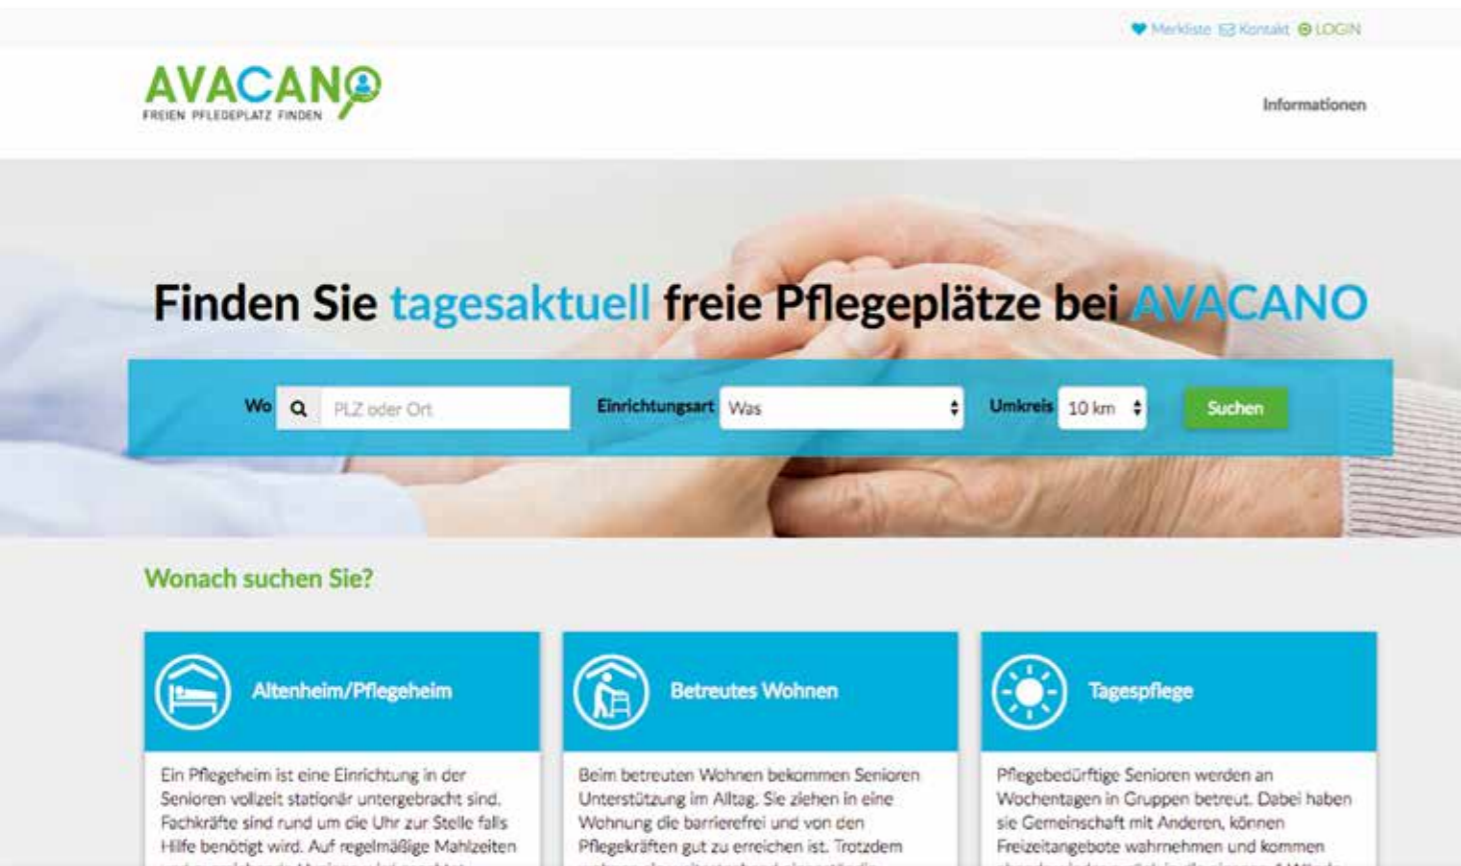 Merkliste Kontakt LOGIN
AVACANO
FREIEN PFLEGEPLATZ FINDEN
Informationen
Finden Sie tagesaktuell freie Pflegeplätze bei AVACANO
Wo PLZ oder Ort Einrichtungsart Was Umkreis 10 km Suchen
Wonach suchen Sie?
Altenheim/Pflegeheim
Ein Pflegeheim ist eine Einrichtung in der
Senioren vollzeit stationär untergebracht sind.
Fachkräfte sind rund um die Uhr zur Stelle falls
Hilfe benötigt wird. Auf regelmäßige Mahlzeiten
Betreutes Wohnen
Beim betreuten Wohnen bekommen Senioren
Unterstützung im Alltag. Sie ziehen in eine
Wohnung die barrierefrei und von den
Pflegekräften gut zu erreichen ist. Trotzdem
Tagespflege
Pflegebedürftige Senioren werden an
Wochentagen in Gruppen betreut. Dabei haben
sie Gemeinschaft mit Anderen, können
Freizeitangebote wahrnehmen und kommen